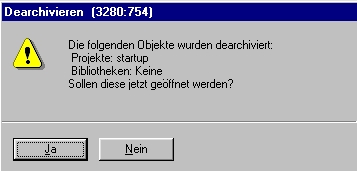 Dearchivieren (3280:754)
Die folgenden Objekte wurden dearchiviert:
Projekte: startup
Bibliotheken: Keine
Sollen diese jetzt geöffnet werden?
Ja
Nein